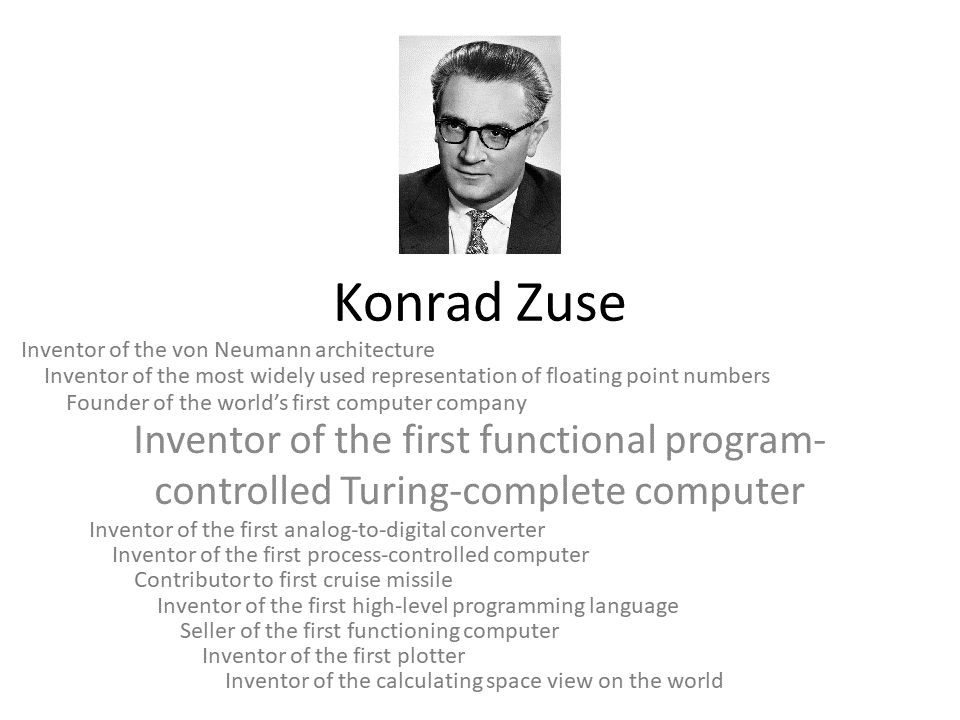 Konrad Zuse
Inventor of the von Neumann architecture
Inventor of the most widely used representation of floating point numbers
Founder of the world’s first computer company
Inventor of the first functional program-
controlled Turing-complete computer
Inventor of the first analog-to-digital converter
Inventor of the first process-controlled computer
Contributor to first cruise missile
Inventor of the first high-level programming language
Seller of the first functioning computer
Inventor of the first plotter
Inventor of the calculating space view on the world